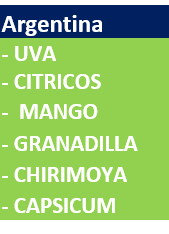 Argentina
- UVA
- CITRICOS
- MANGO
- GRANADILLA
- CHIRIMOYA
- CAPSICUM